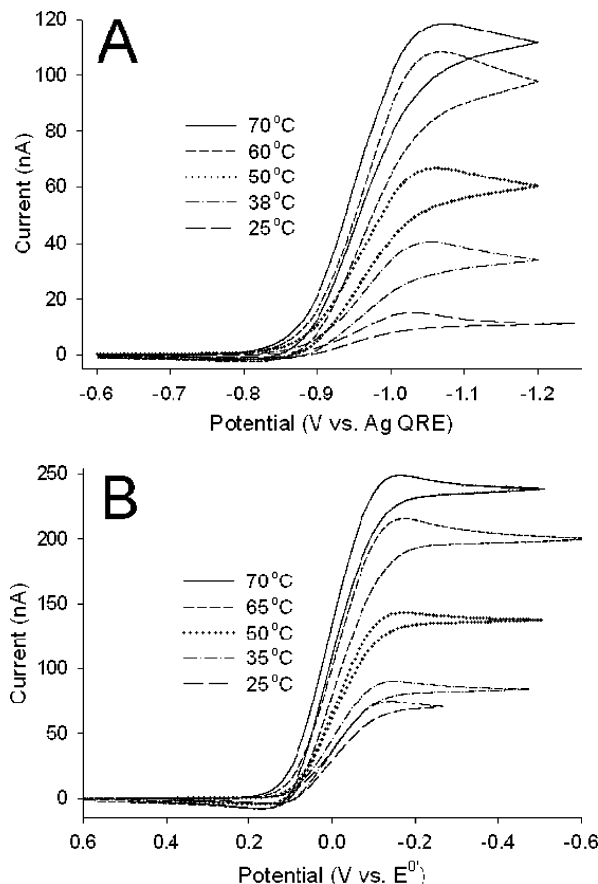 A
120
100
80
60
40
20
0
Current (nA)
70 °C
60 °C
50 °C
38 °C
25 °C
-0.6 -0.7 -0.8 -0.9 -1.0 -1.1 -1.2
Potential (V vs. Ag QRE)
B
250
200
150
100
50
0
Current (nA)
70 °C
65 °C
50 °C
35 °C
25 °C
0.6 0.4 0.2 0.0 -0.2 -0.4 -0.6
Potential (V vs. E⁰')